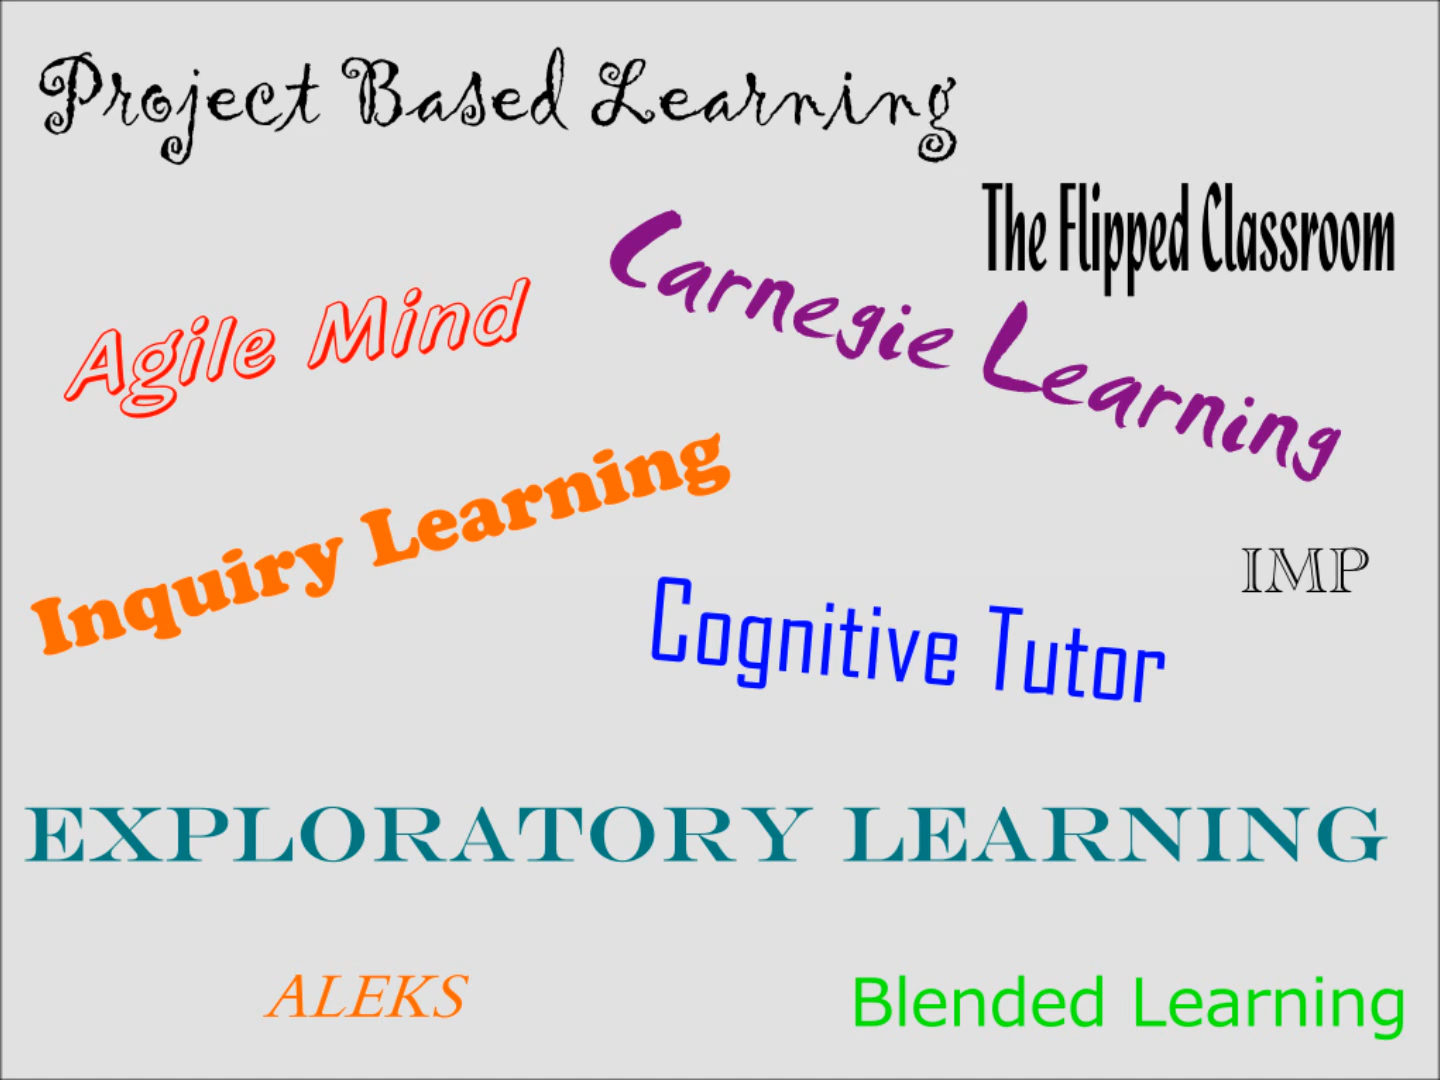 Project Based Learning
The Flipped Classroom
Carnegie Learning
Agile Mind
Inquiry Learning
IMP
Cognitive Tutor
EXPLORATORY LEARNING
ALEKS
Blended Learning